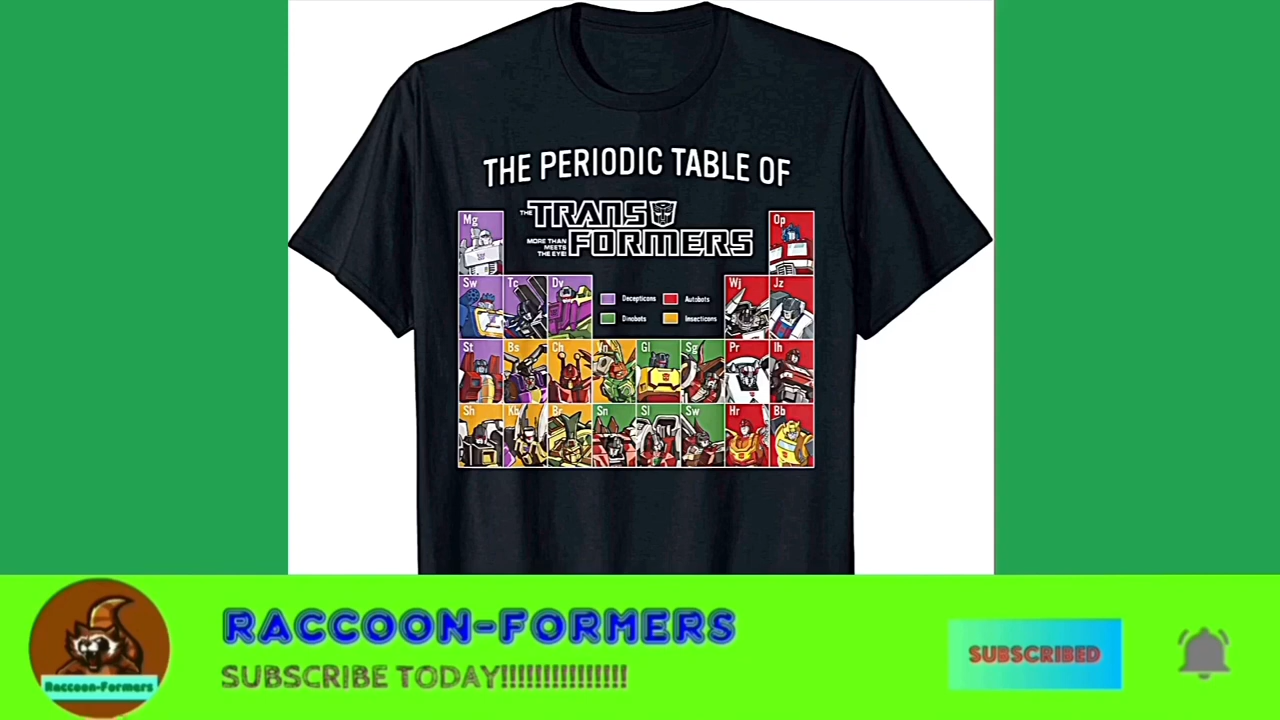 THE PERIODIC TABLE OF
THE TRANSFORMERS
MORE THAN MEETS THE EYE!
Mg
Op
Sw Tc Dv
Wj Jz
Decepticons Autobots
Dinobots Insecticons
St Bs Ch Vn Gl Sg Pr Ih
Sh Kb Br Sn Sl Sw Hr Bb
RACCOON-FORMERS
SUBSCRIBE TODAY!!!!!!!!!!!!!!!!
SUBSCRIBED
Raccoon-Formers